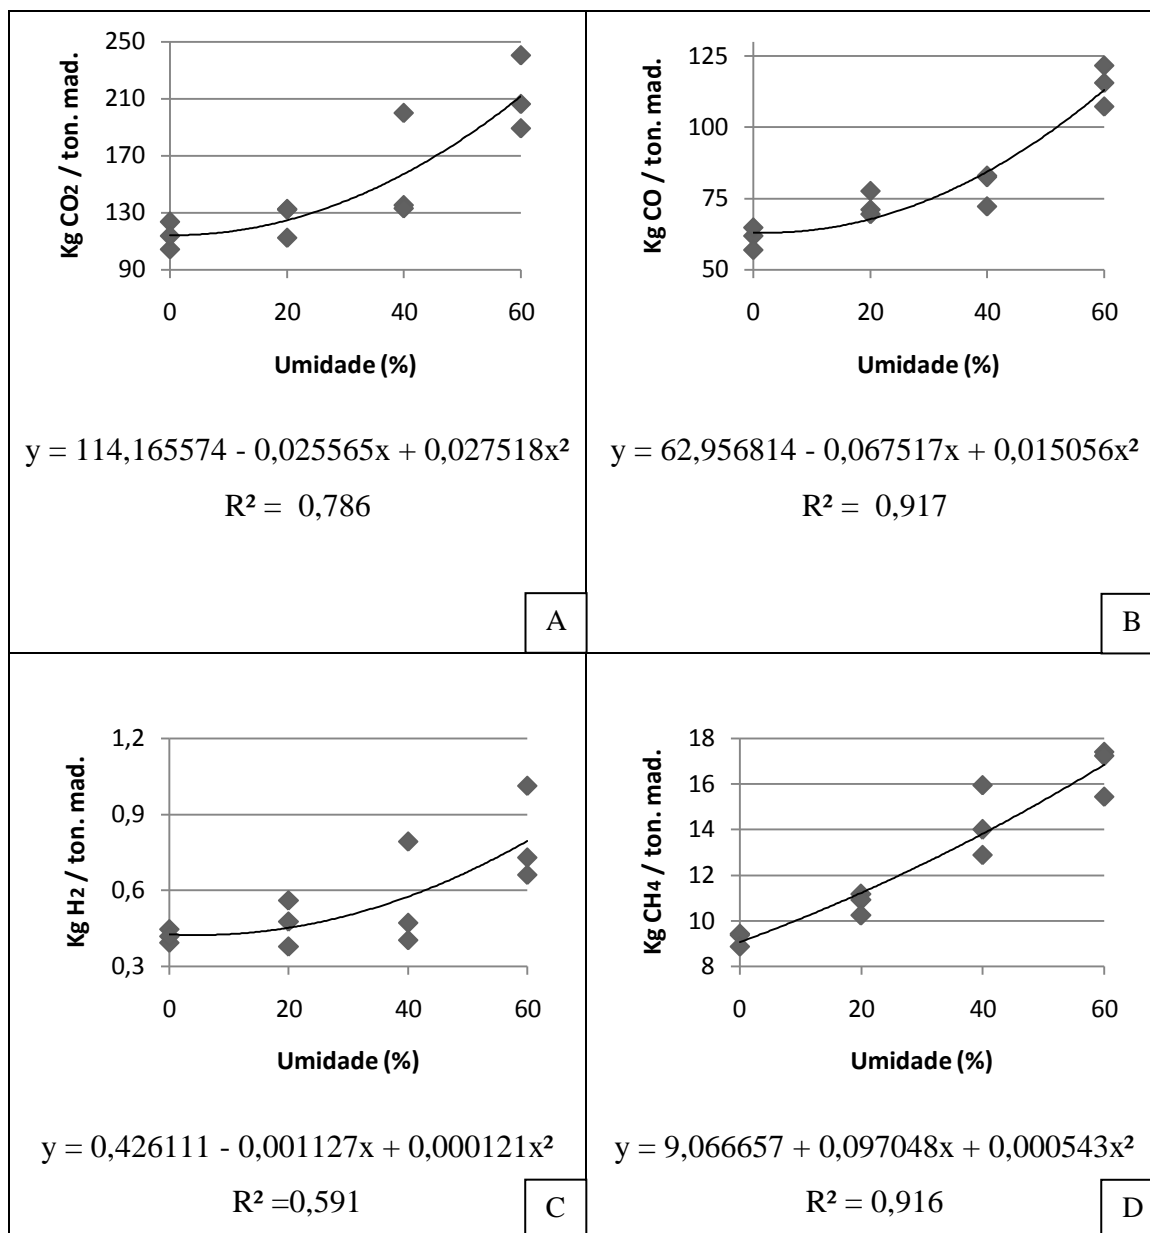 250
210
170
130
90
Kg CO2 / ton. mad.
0 20 40 60
Umidade (%)
y = 114,165574 - 0,025565x + 0,027518x²
R² = 0,786
A
125
100
75
50
Kg CO / ton. mad.
0 20 40 60
Umidade (%)
y = 62,956814 - 0,067517x + 0,015056x²
R² = 0,917
B
1,2
0,9
0,6
0,3
Kg H2 / ton. mad.
0 20 40 60
Umidade (%)
y = 0,426111 - 0,001127x + 0,000121x²
R² =0,591
C
18
16
14
12
10
8
Kg CH4 / ton. mad.
0 20 40 60
Umidade (%)
y = 9,066657 + 0,097048x + 0,000543x²
R² = 0,916
D